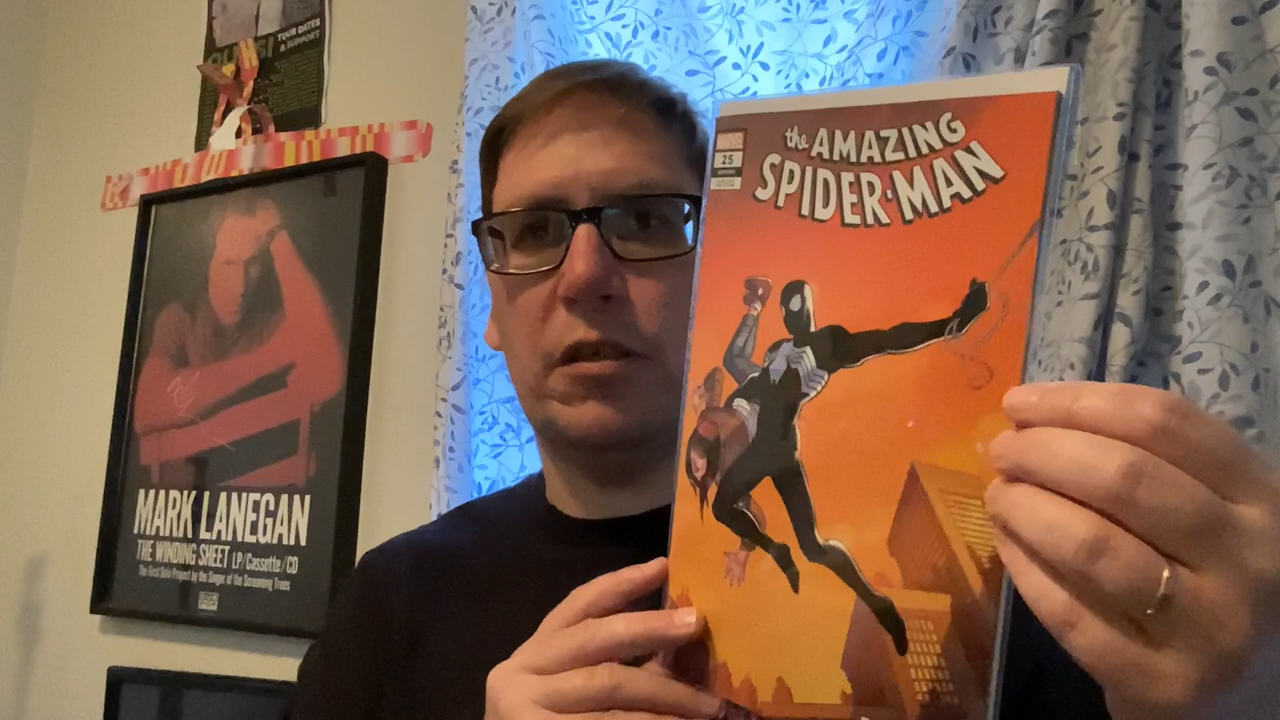 TOUR DATES
& SUPPORT
MARK LANEGAN
THE WINDING SHEET LP/Cassette/CD
The First Solo Project by the Singer of the Screaming Trees
MARVEL
25
the AMAZING
SPIDER-MAN